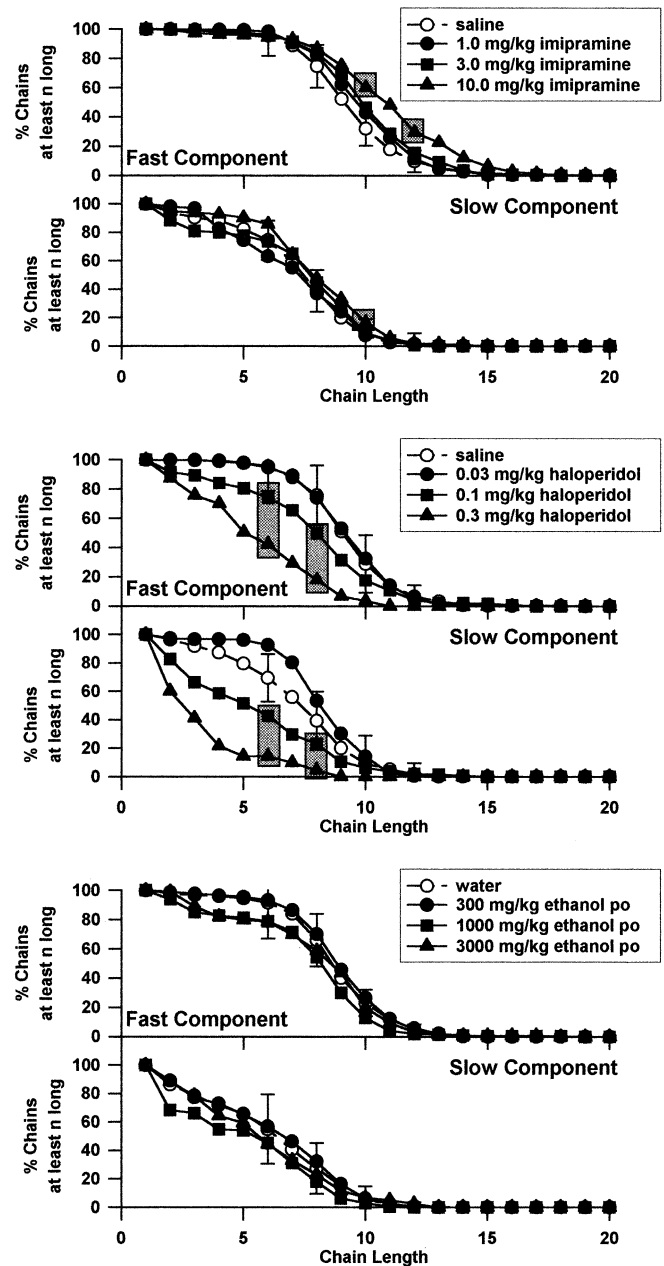 saline
1.0 mg/kg imipramine
3.0 mg/kg imipramine
10.0 mg/kg imipramine
% Chains
at least n long
100
80
60
40
20
0
Fast Component
Slow Component
% Chains
at least n long
100
80
60
40
20
0
0 5 10 15 20
Chain Length
saline
0.03 mg/kg haloperidol
0.1 mg/kg haloperidol
0.3 mg/kg haloperidol
% Chains
at least n long
100
80
60
40
20
0
Fast Component
Slow Component
% Chains
at least n long
100
80
60
40
20
0
0 5 10 15 20
Chain Length
water
300 mg/kg ethanol po
1000 mg/kg ethanol po
3000 mg/kg ethanol po
% Chains
at least n long
100
80
60
40
20
0
Fast Component
Slow Component
% Chains
at least n long
100
80
60
40
20
0
0 5 10 15 20
Chain Length